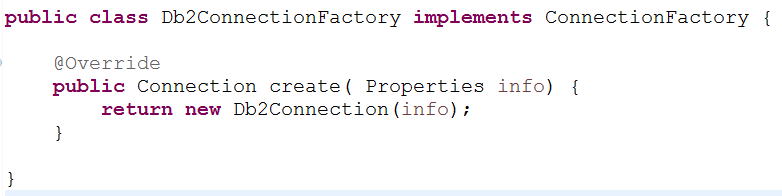 public class Db2ConnectionFactory implements ConnectionFactory {
@Override
public Connection create( Properties info) {
return new Db2Connection(info);
}
}